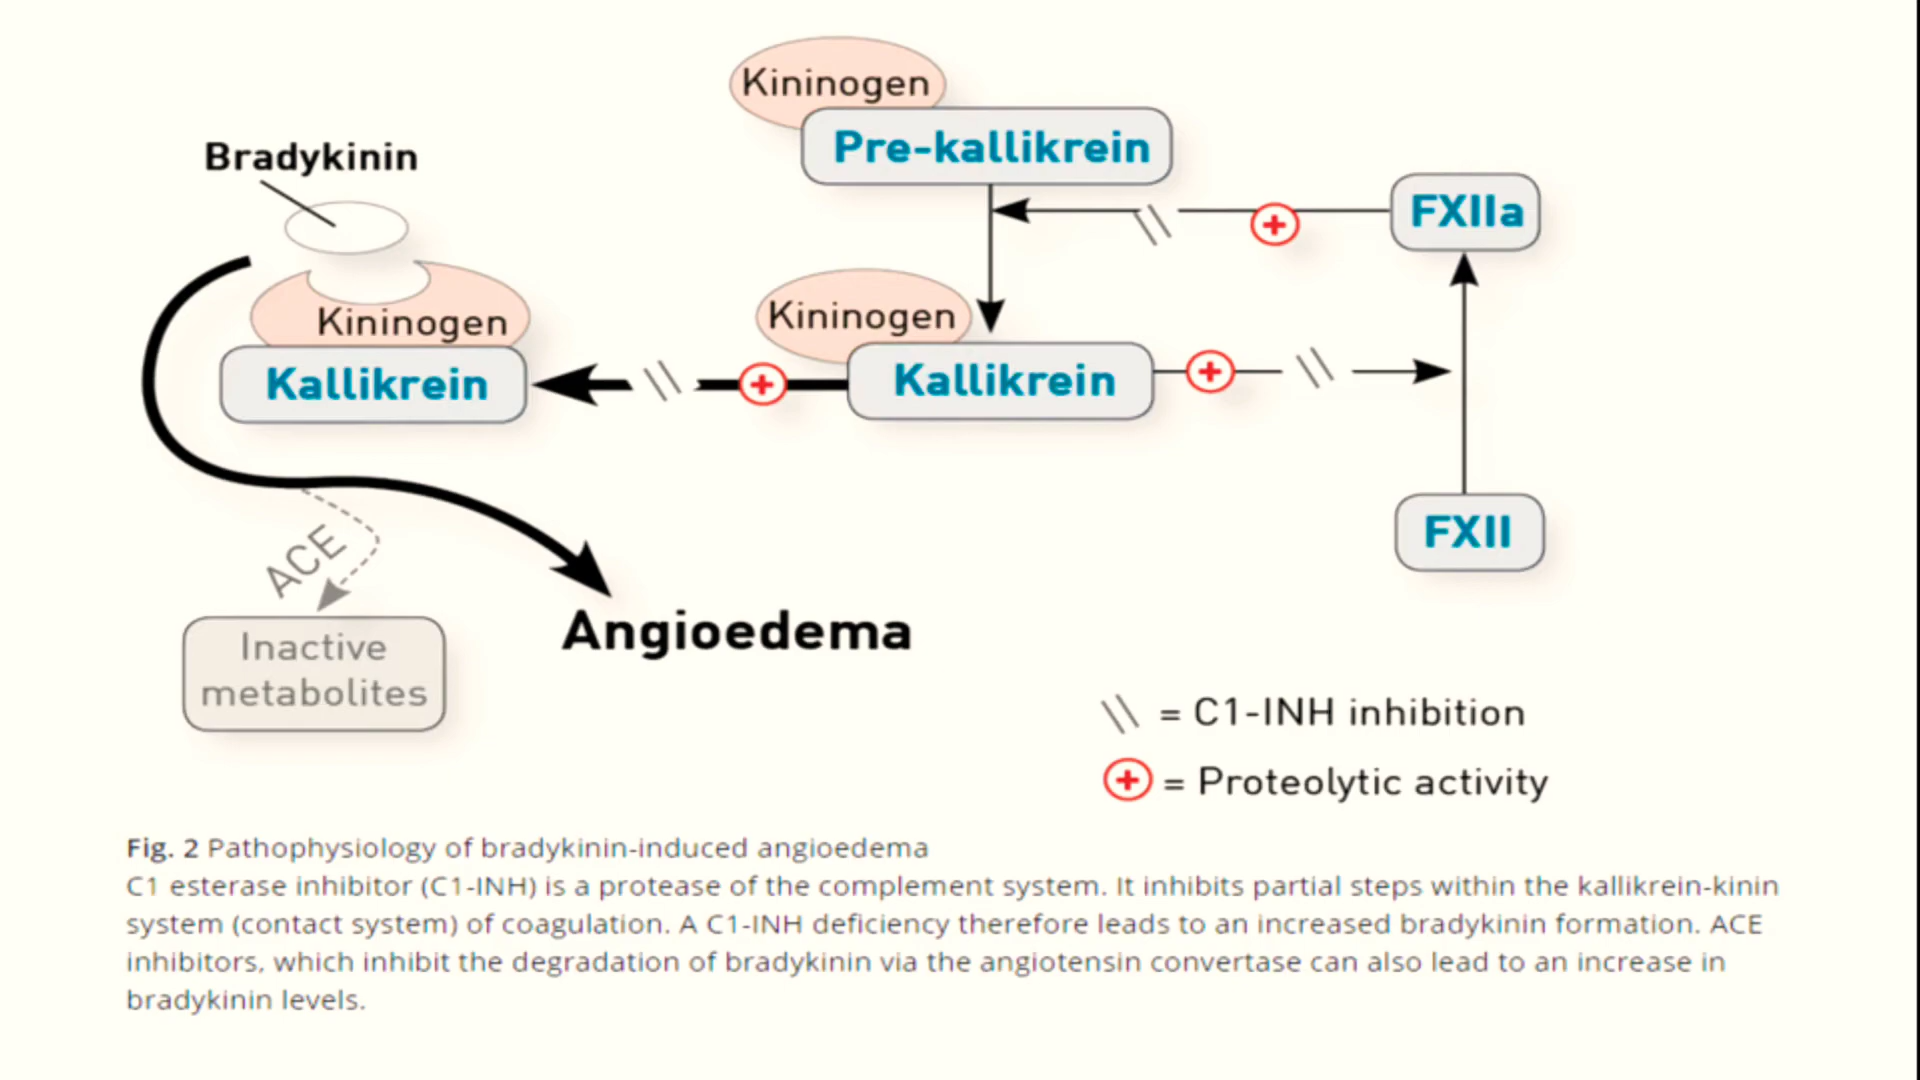 Kininogen
Pre-kallikrein
Bradykinin
FXIIa
Kininogen
Kallikrein
Kininogen
Kallikrein
FXII
ACE
Inactive
metabolites
Angioedema
\\ = C1-INH inhibition
+ = Proteolytic activity
Fig. 2 Pathophysiology of bradykinin-induced angioedema
C1 esterase inhibitor (C1-INH) is a protease of the complement system. It inhibits partial steps within the kallikrein-kinin
system (contact system) of coagulation. A C1-INH deficiency therefore leads to an increased bradykinin formation. ACE
inhibitors, which inhibit the degradation of bradykinin via the angiotensin convertase can also lead to an increase in
bradykinin levels.